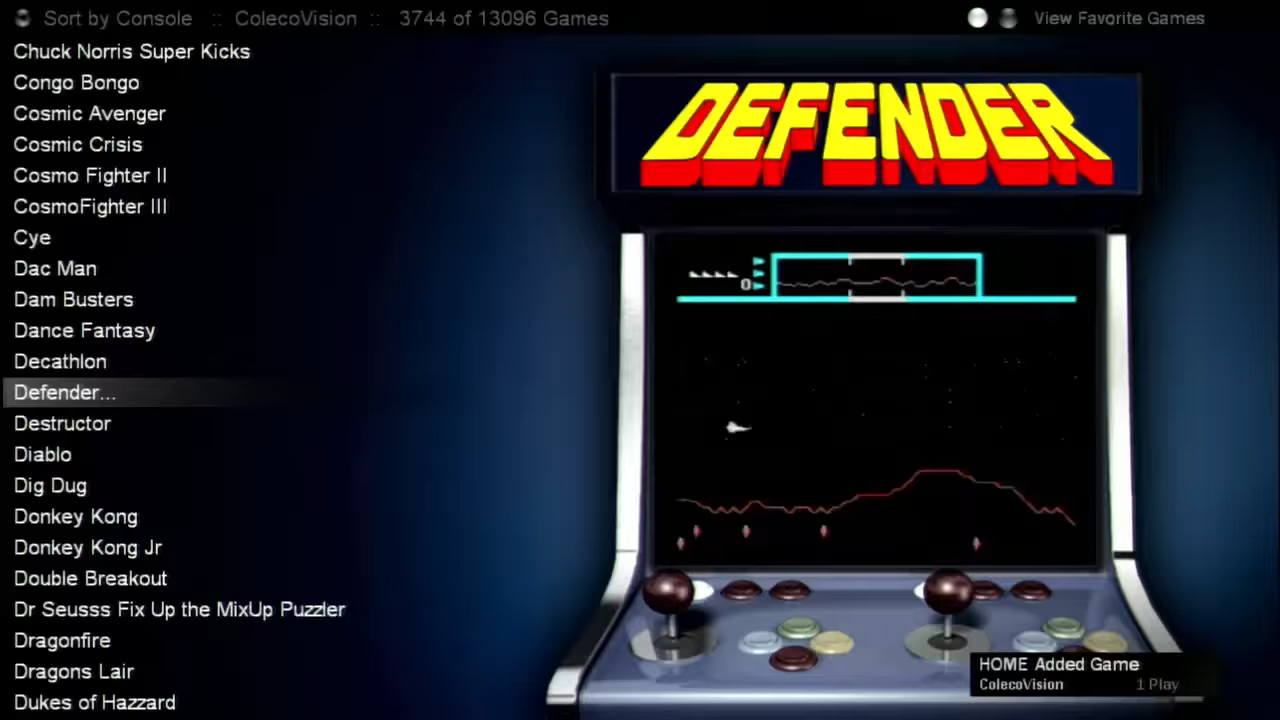 Sort by Console :: ColecoVision :: 3744 of 13096 Games
View Favorite Games
Chuck Norris Super Kicks
Congo Bongo
Cosmic Avenger
Cosmic Crisis
Cosmo Fighter II
CosmoFighter III
Cye
Dac Man
Dam Busters
Dance Fantasy
Decathlon
Defender...
Destructor
Diablo
Dig Dug
Donkey Kong
Donkey Kong Jr
Double Breakout
Dr Seusss Fix Up the MixUp Puzzler
Dragonfire
Dragons Lair
Dukes of Hazzard
DEFENDER
0
HOME Added Game
ColecoVision 1 Play